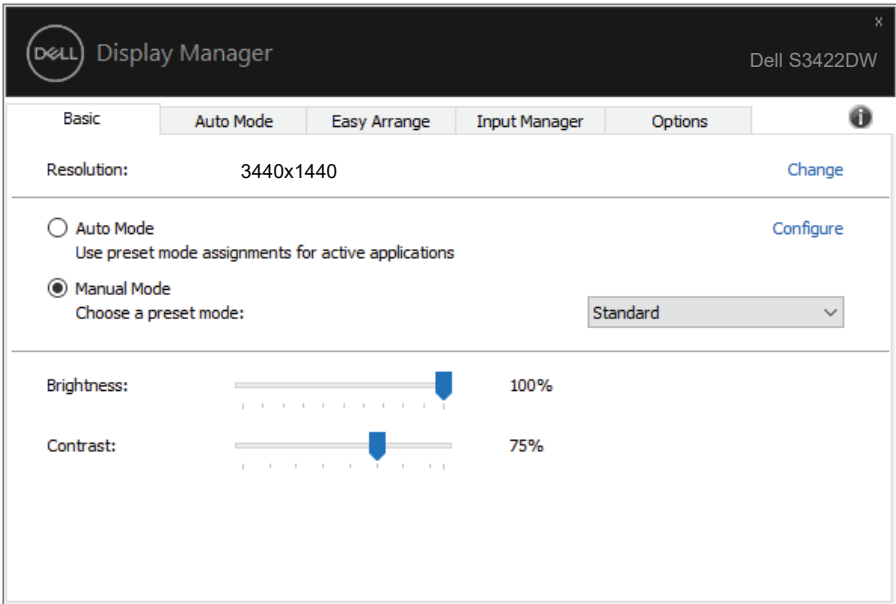 DELL Display Manager
x
Dell S3422DW
Basic Auto Mode Easy Arrange Input Manager Options i
Resolution: 3440x1440 Change
Auto Mode Configure
Use preset mode assignments for active applications
Manual Mode
Choose a preset mode: Standard
Brightness: 100%
Contrast: 75%